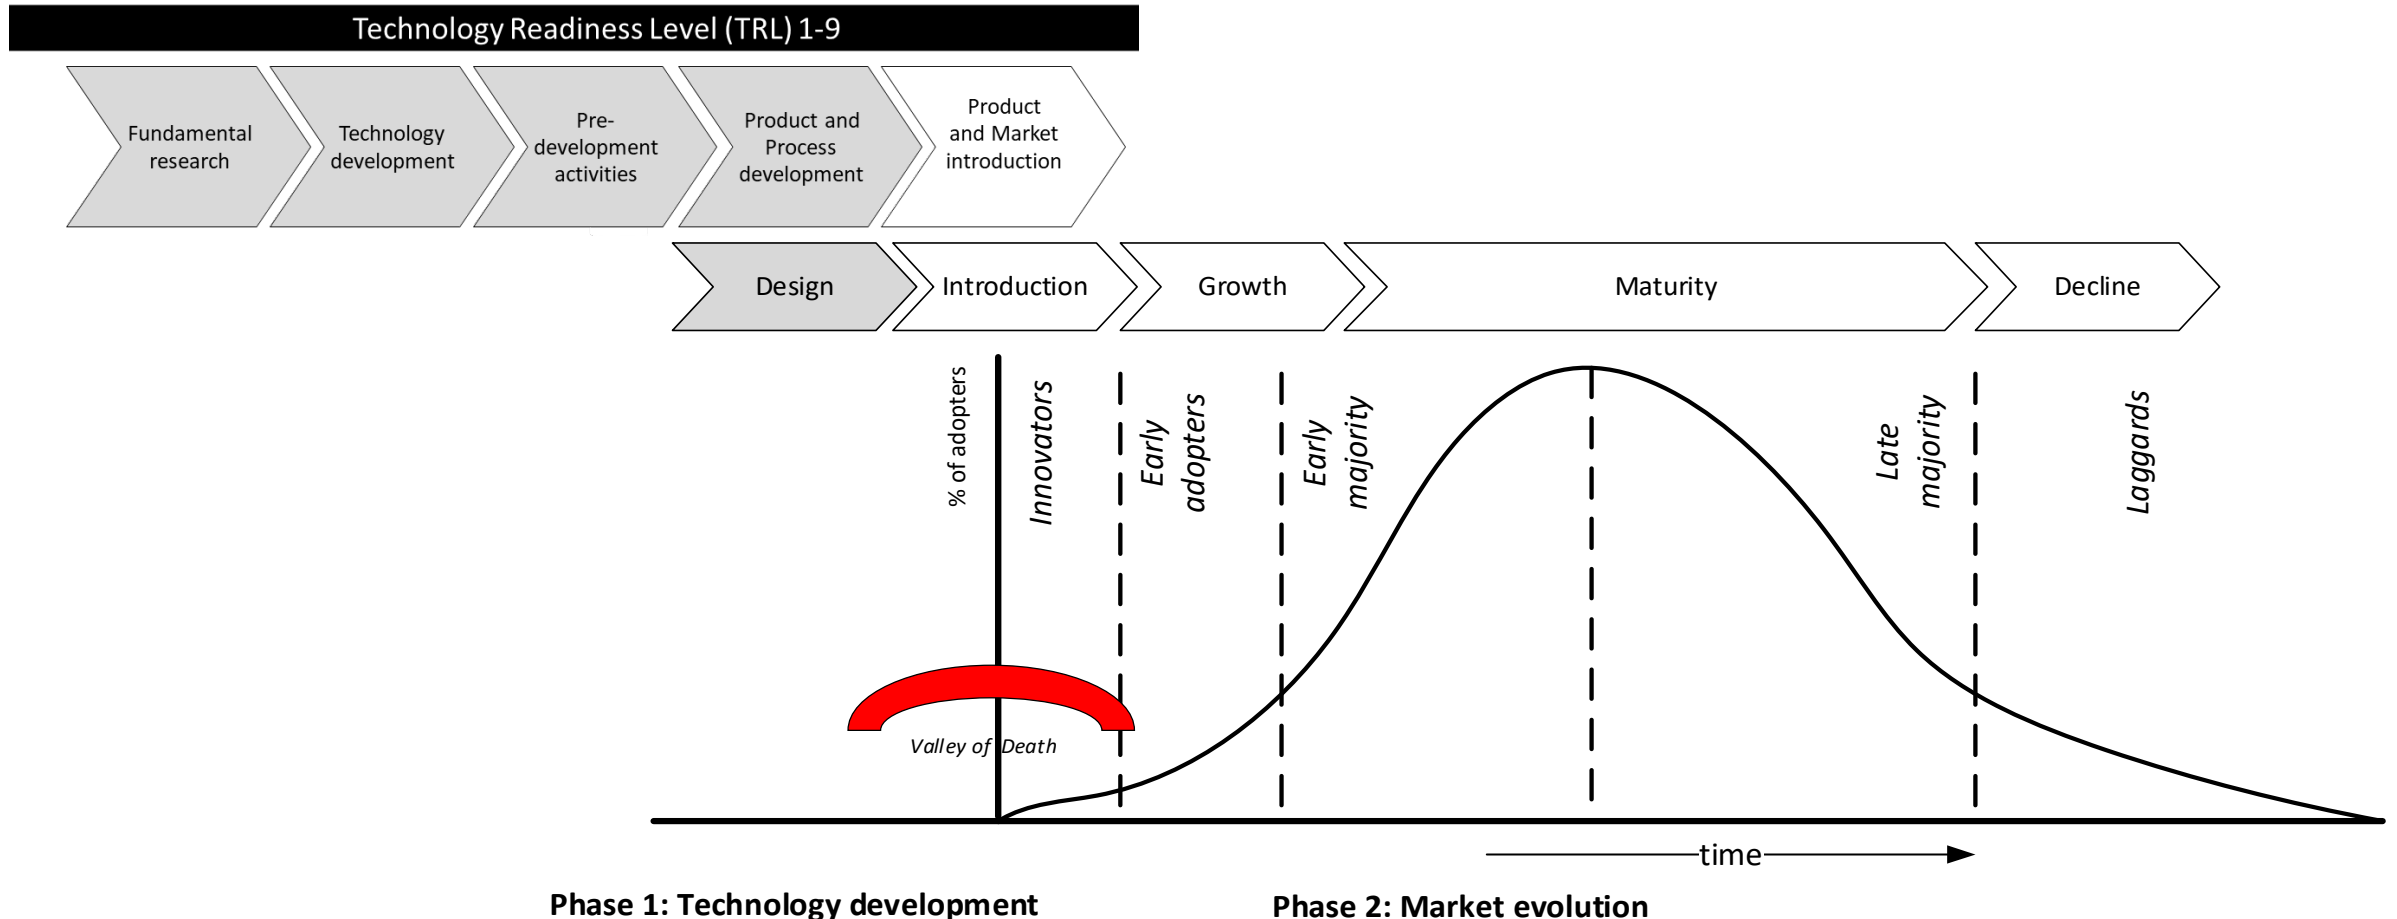 Technology Readiness Level (TRL) 1-9
Fundamental
research
Technology
development
Pre-
development
activities
Product and
Process
development
Product
and Market
introduction
Design
Introduction
Growth
Maturity
Decline
% of adopters
Innovators
Early
adopters
Early
majority
Late
majority
Laggards
Valley of Death
time
Phase 1: Technology development
Phase 2: Market evolution